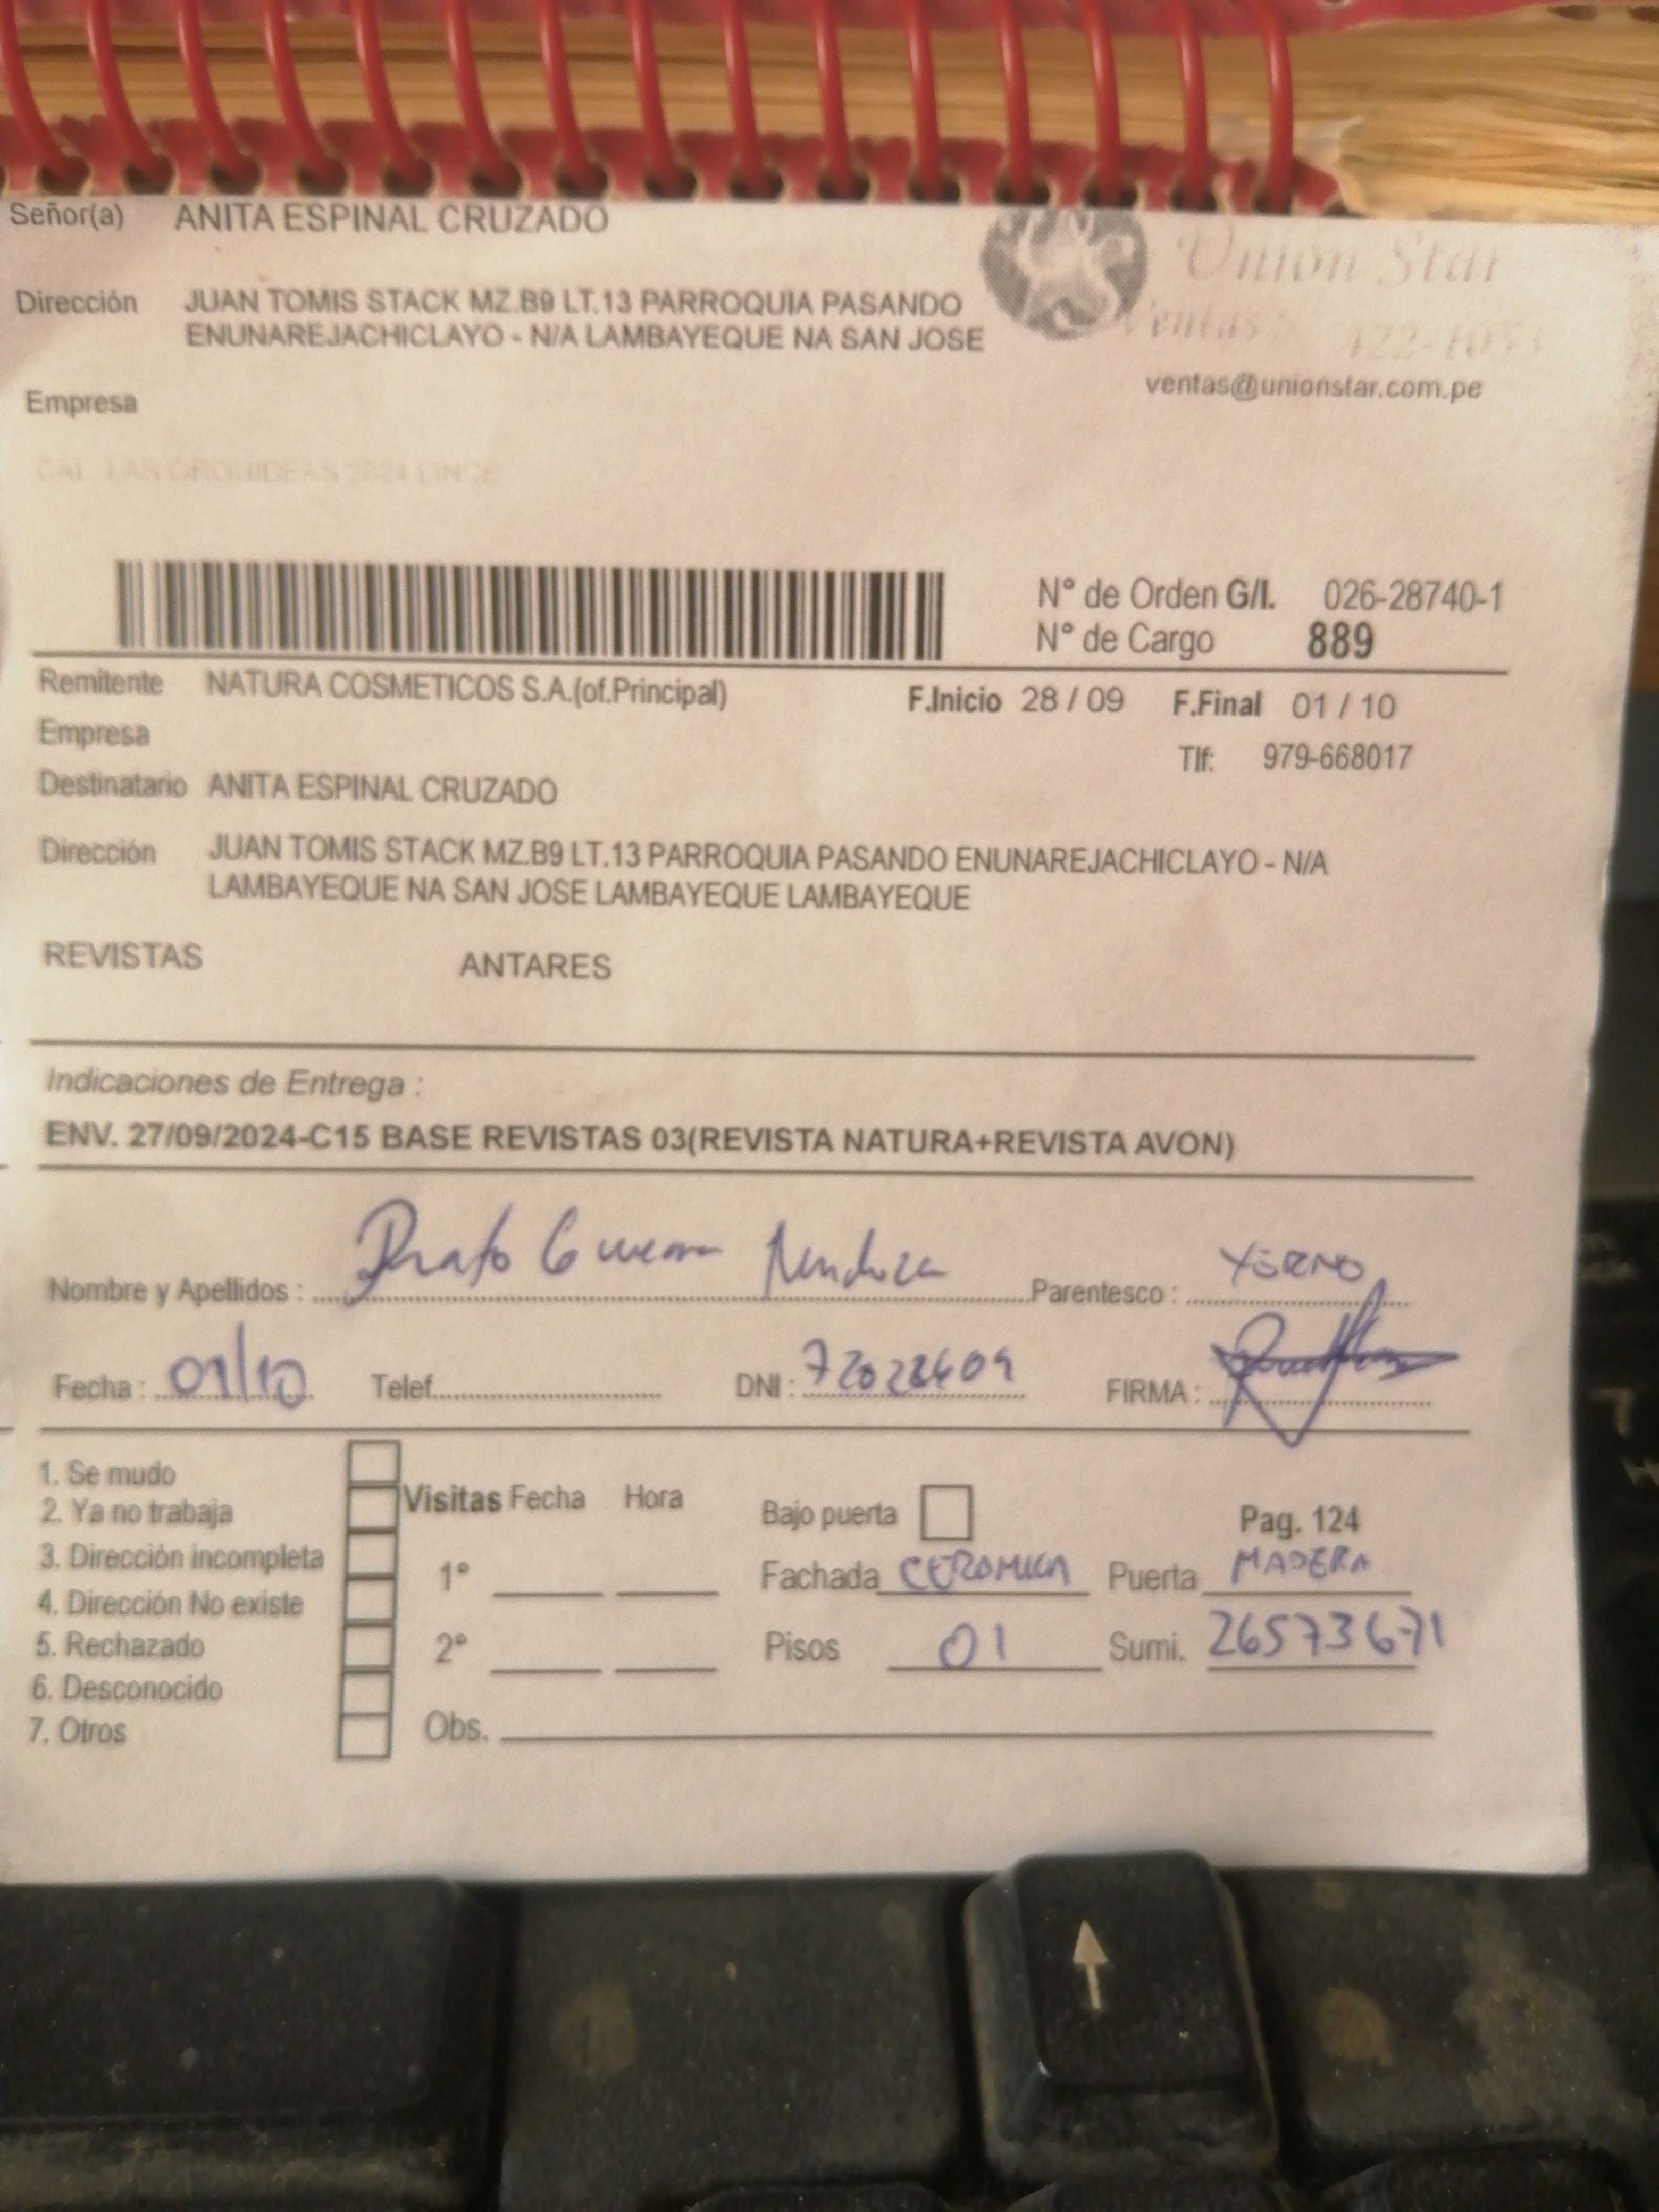 Señor(a) ANITA ESPINAL CRUZADO
Union Star
Dirección JUAN TOMIS STACK MZ.B9 LT.13 PARROQUIA PASANDO
ENUNAREJACHICLAYO - N/A LAMBAYEQUE NA SAN JOSE
Ventas
ventas@unionstar.com.pe
Empresa
CAL. LAS ORQUIDEAS 2624 LINCE
N° de Orden G/I. 026-28740-1
N° de Cargo 889
Remitente NATURA COSMETICOS S.A.(of.Principal) F.Inicio 28 / 09 F.Final 01 / 10
Empresa
Tlf: 979-668017
Destinatario ANITA ESPINAL CRUZADO
Dirección JUAN TOMIS STACK MZ.B9 LT.13 PARROQUIA PASANDO ENUNAREJACHICLAYO - N/A
LAMBAYEQUE NA SAN JOSE LAMBAYEQUE LAMBAYEQUE
REVISTAS ANTARES
Indicaciones de Entrega :
ENV. 27/09/2024-C15 BASE REVISTAS 03(REVISTA NATURA+REVISTA AVON)
Nombre y Apellidos : Mendoza Parentesco : YERNO
Fecha : 01/10 Telef. DNI : FIRMA :
1. Se mudo
2. Ya no trabaja
3. Dirección incompleta
4. Dirección No existe
5. Rechazado
6. Desconocido
7. Otros
Visitas Fecha Hora
1°
2°
Obs.
Bajo puerta Pag. 124
Fachada CERAMICA Puerta MADERA
Pisos 01 Sumi. 26573671